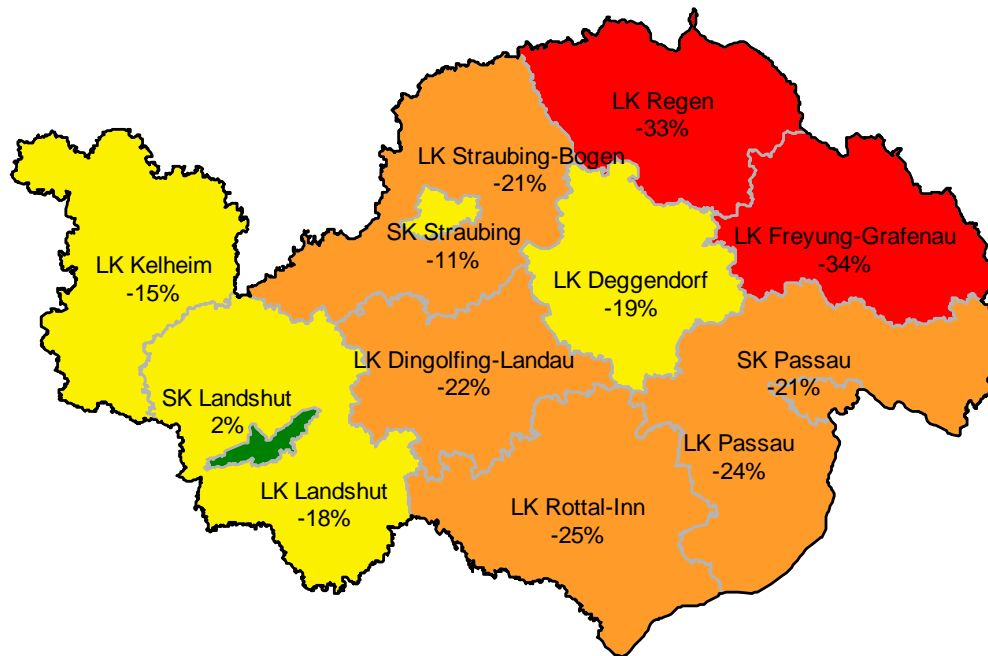 LK Regen
-33%
LK Straubing-Bogen
-21%
SK Straubing
-11%
LK Freyung-Grafenau
-34%
LK Kelheim
-15%
LK Deggendorf
-19%
LK Dingolfing-Landau
-22%
SK Passau
-21%
SK Landshut
2%
LK Passau
-24%
LK Landshut
-18%
LK Rottal-Inn
-25%